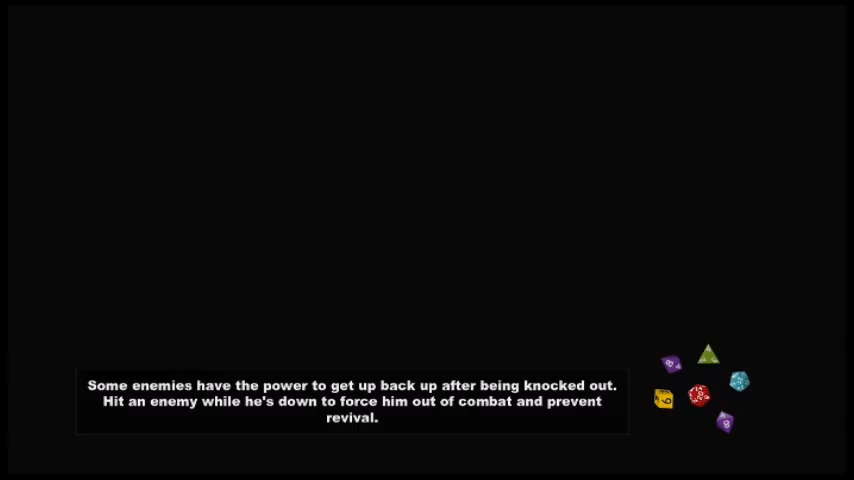 Some enemies have the power to get up back up after being knocked out.
Hit an enemy while he's down to force him out of combat and prevent
revival.